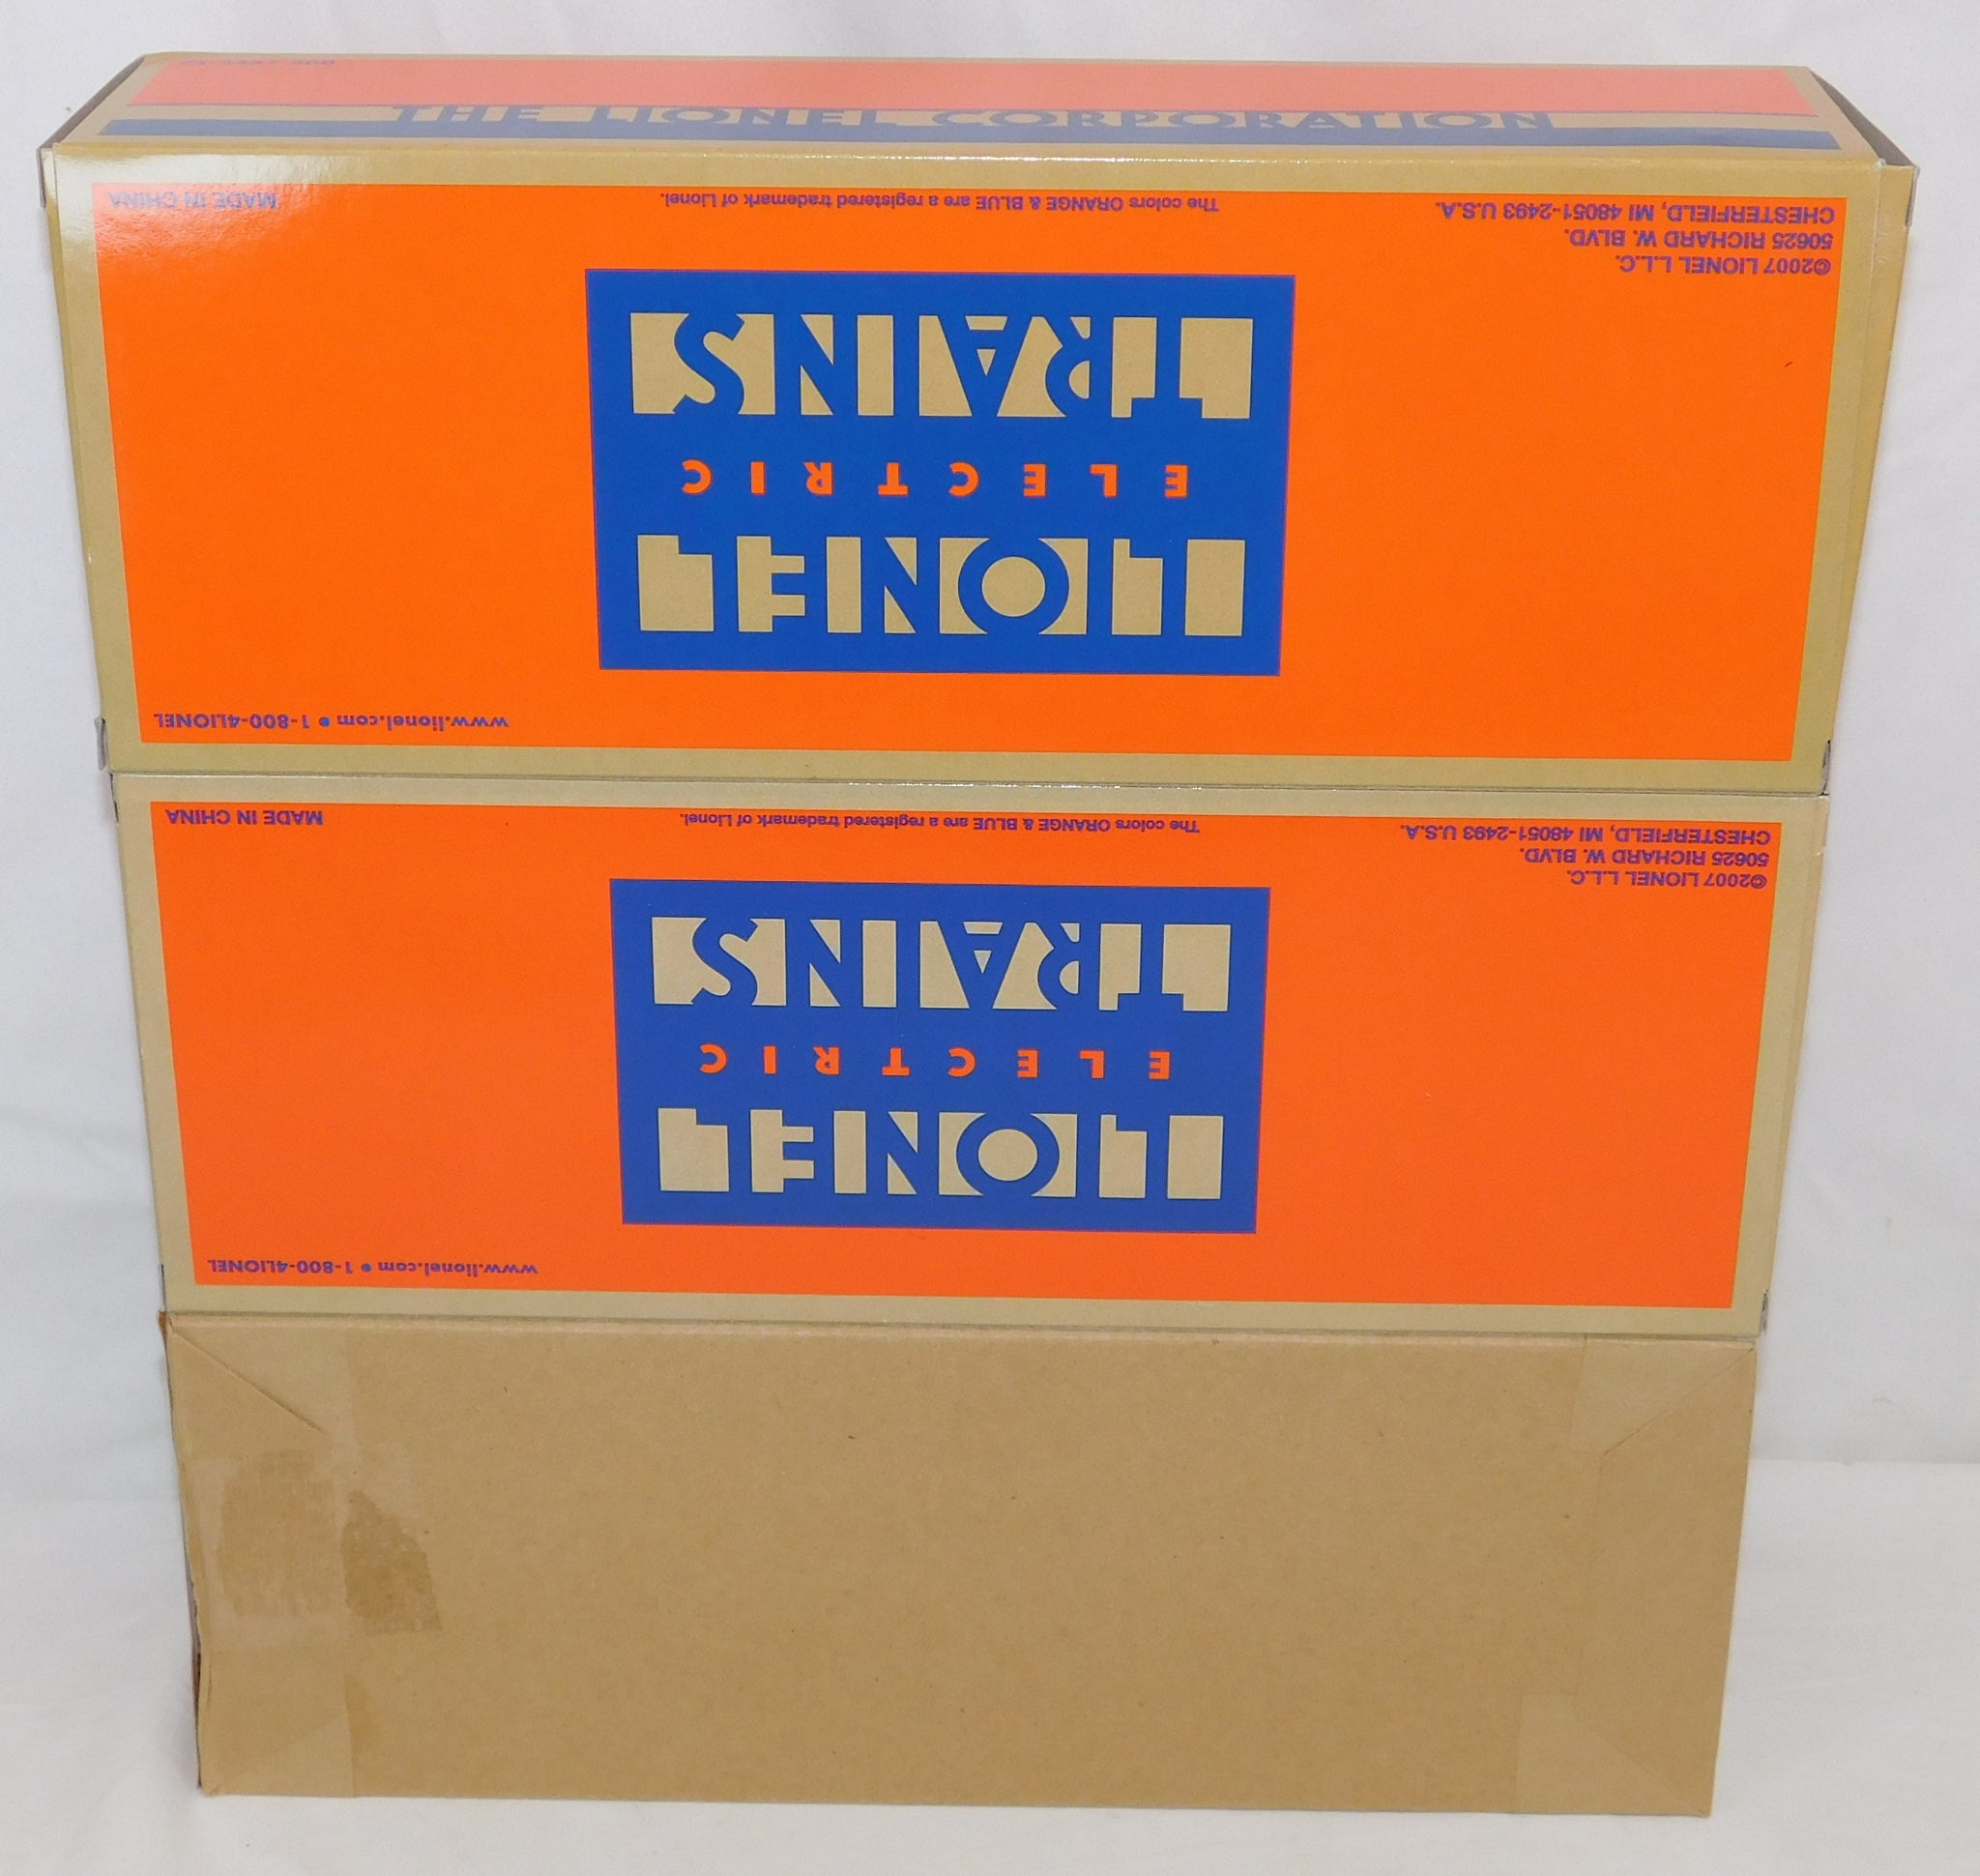 THE LIONEL CORPORATION
www.lionel.com • 1-800-4LIONEL
LIONEL
ELECTRIC
TRAINS
©2007 LIONEL L.L.C.
50625 RICHARD W. BLVD.
CHESTERFIELD, MI 48051-2493 U.S.A.
The colors ORANGE & BLUE are a registered trademark of Lionel.
MADE IN CHINA
www.lionel.com • 1-800-4LIONEL
LIONEL
ELECTRIC
TRAINS
©2007 LIONEL L.L.C.
50625 RICHARD W. BLVD.
CHESTERFIELD, MI 48051-2493 U.S.A.
The colors ORANGE & BLUE are a registered trademark of Lionel.
MADE IN CHINA